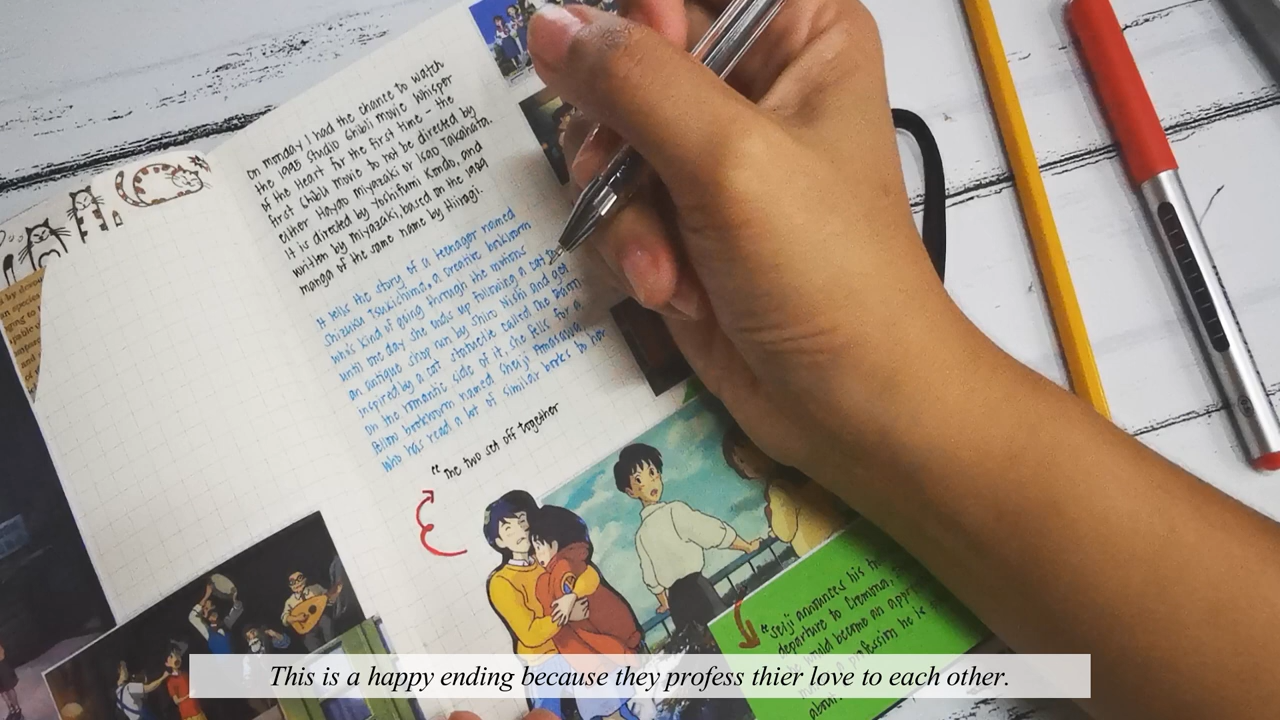 on monday I had the chance to watch
the 1995 studio Ghibli movie Whisper
of the Heart for the first time - the
first Ghibli movie to not be directed by
either Hayao Miyazaki or Isao Takahata.
It is directed by Yoshifumi Kondo, and
written by Miyazaki, based on the 1989
manga of the same name by Hiiragi.
It tells the story of a teenager named
Shizuku Tsukichima, a creative bookworm
who's kind of going through the motions
until one day she ends up following a cat to
an antique shop run by Shiro Nishi and get
inspired by a cat statuette called The Baron
on the romantic side of it, she falls for a
fellow bookworm named Sheiji Amasawa
who has read a lot of similar books to her
"The two set off together
"Seiji announces his
departure to Cremona,
would become an
a profession he is
This is a happy ending because they profess thier love to each other.